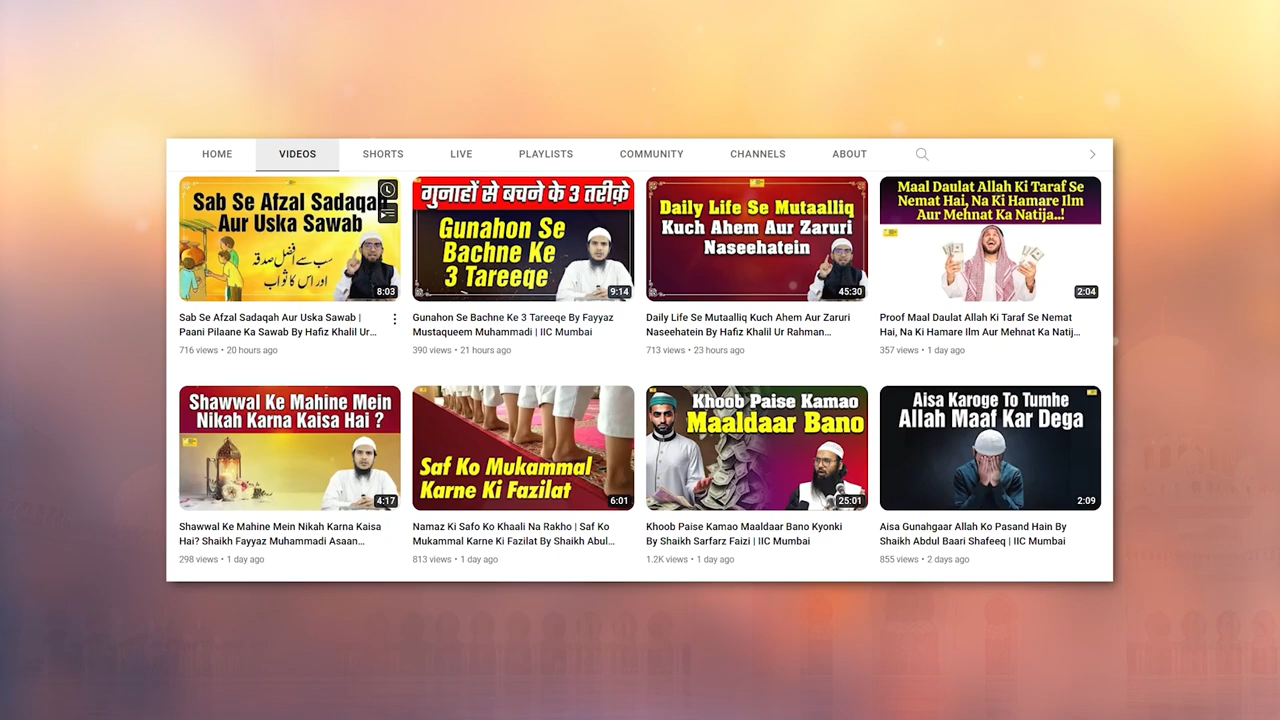 HOME VIDEOS SHORTS LIVE PLAYLISTS COMMUNITY CHANNELS ABOUT
Sab Se Afzal Sadaqah
Aur Uska Sawab
سب سے افضل صدقہ
اور اس کا ثواب
8:03
गुनाहों से बचने के 3 तरीक़े
Gunahon Se
Bachne Ke
3 Tareeqe
9:14
Daily Life Se Mutaalliq
Kuch Ahem Aur Zaruri
Naseehatein
45:30
Maal Daulat Allah Ki Taraf Se
Nemat Hai, Na Ki Hamare Ilm
Aur Mehnat Ka Natija..!
2:04
Sab Se Afzal Sadaqah Aur Uska Sawab |
Paani Pilaane Ka Sawab By Hafiz Khalil Ur...
716 views • 20 hours ago
Gunahon Se Bachne Ke 3 Tareeqe By Fayyaz
Mustaqueem Muhammadi | IIC Mumbai
390 views • 21 hours ago
Daily Life Se Mutaalliq Kuch Ahem Aur Zaruri
Naseehatein By Hafiz Khalil Ur Rahman...
713 views • 23 hours ago
Proof Maal Daulat Allah Ki Taraf Se Nemat
Hai, Na Ki Hamare Ilm Aur Mehnat Ka Natij...
357 views • 1 day ago
Shawwal Ke Mahine Mein
Nikah Karna Kaisa Hai ?
4:17
Saf Ko Mukammal
Karne Ki Fazilat
6:01
Khoob Paise Kamao
Maaldaar Bano
25:01
Aisa Karoge To Tumhe
Allah Maaf Kar Dega
2:09
Shawwal Ke Mahine Mein Nikah Karna Kaisa
Hai? Shaikh Fayyaz Muhammadi Asaan...
298 views • 1 day ago
Namaz Ki Safo Ko Khaali Na Rakho | Saf Ko
Mukammal Karne Ki Fazilat By Shaikh Abul...
813 views • 1 day ago
Khoob Paise Kamao Maaldaar Bano Kyonki
By Shaikh Sarfarz Faizi | IIC Mumbai
1.2K views • 1 day ago
Aisa Gunahgaar Allah Ko Pasand Hain By
Shaikh Abdul Baari Shafeeq | IIC Mumbai
855 views • 2 days ago